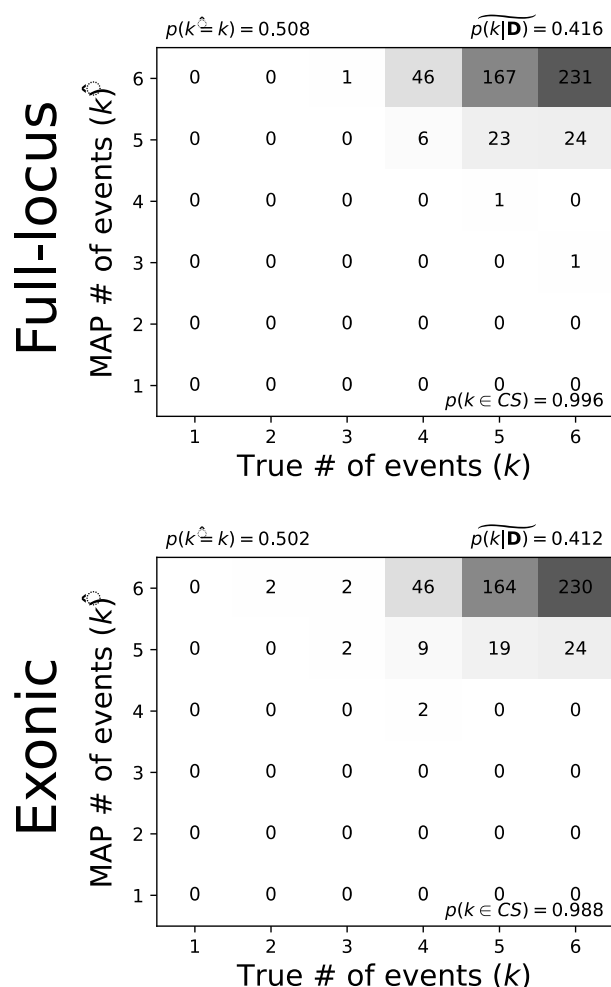 p(k̂ = k) = 0.508 p(k|D) = 0.416
Full-locus
MAP # of events (k̂)
6 0 0 1 46 167 231
5 0 0 0 6 23 24
4 0 0 0 0 1 0
3 0 0 0 0 0 1
2 0 0 0 0 0 0
1 0 0 0 0 0 0
p(k ∈ CS) = 0.996
1 2 3 4 5 6
True # of events (k)
p(k̂ = k) = 0.502 p(k|D) = 0.412
Exonic
MAP # of events (k̂)
6 0 2 2 46 164 230
5 0 0 2 9 19 24
4 0 0 0 2 0 0
3 0 0 0 0 0 0
2 0 0 0 0 0 0
1 0 0 0 0 0 0
p(k ∈ CS) = 0.988
1 2 3 4 5 6
True # of events (k)